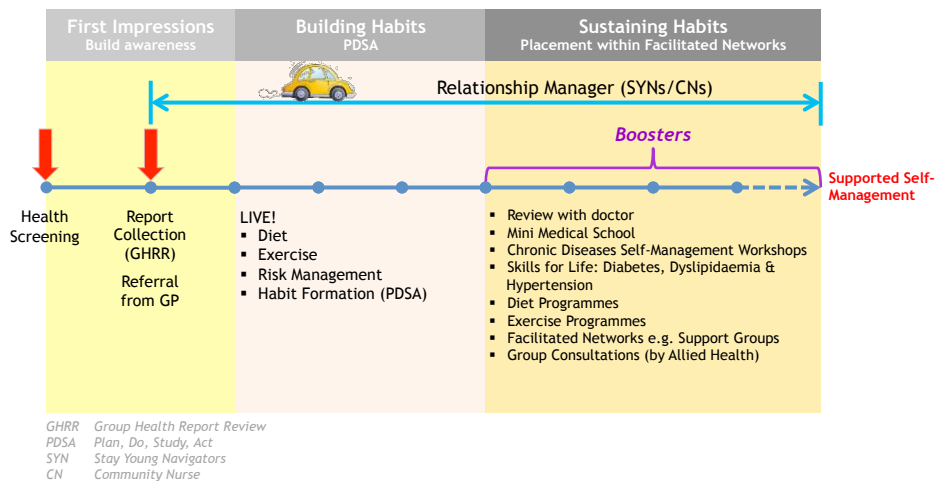 First Impressions
Build awareness
Building Habits
PDSA
Sustaining Habits
Placement within Facilitated Networks
Relationship Manager (SYNs/CNs)
Boosters
Supported Self-
Management
Health
Screening
Report
Collection
(GHRR)
Referral
from GP
LIVE!
▪ Diet
▪ Exercise
▪ Risk Management
▪ Habit Formation (PDSA)
▪ Review with doctor
▪ Mini Medical School
▪ Chronic Diseases Self-Management Workshops
▪ Skills for Life: Diabetes, Dyslipidaemia &
Hypertension
▪ Diet Programmes
▪ Exercise Programmes
▪ Facilitated Networks e.g. Support Groups
▪ Group Consultations (by Allied Health)
GHRR Group Health Report Review
PDSA Plan, Do, Study, Act
SYN Stay Young Navigators
CN Community Nurse